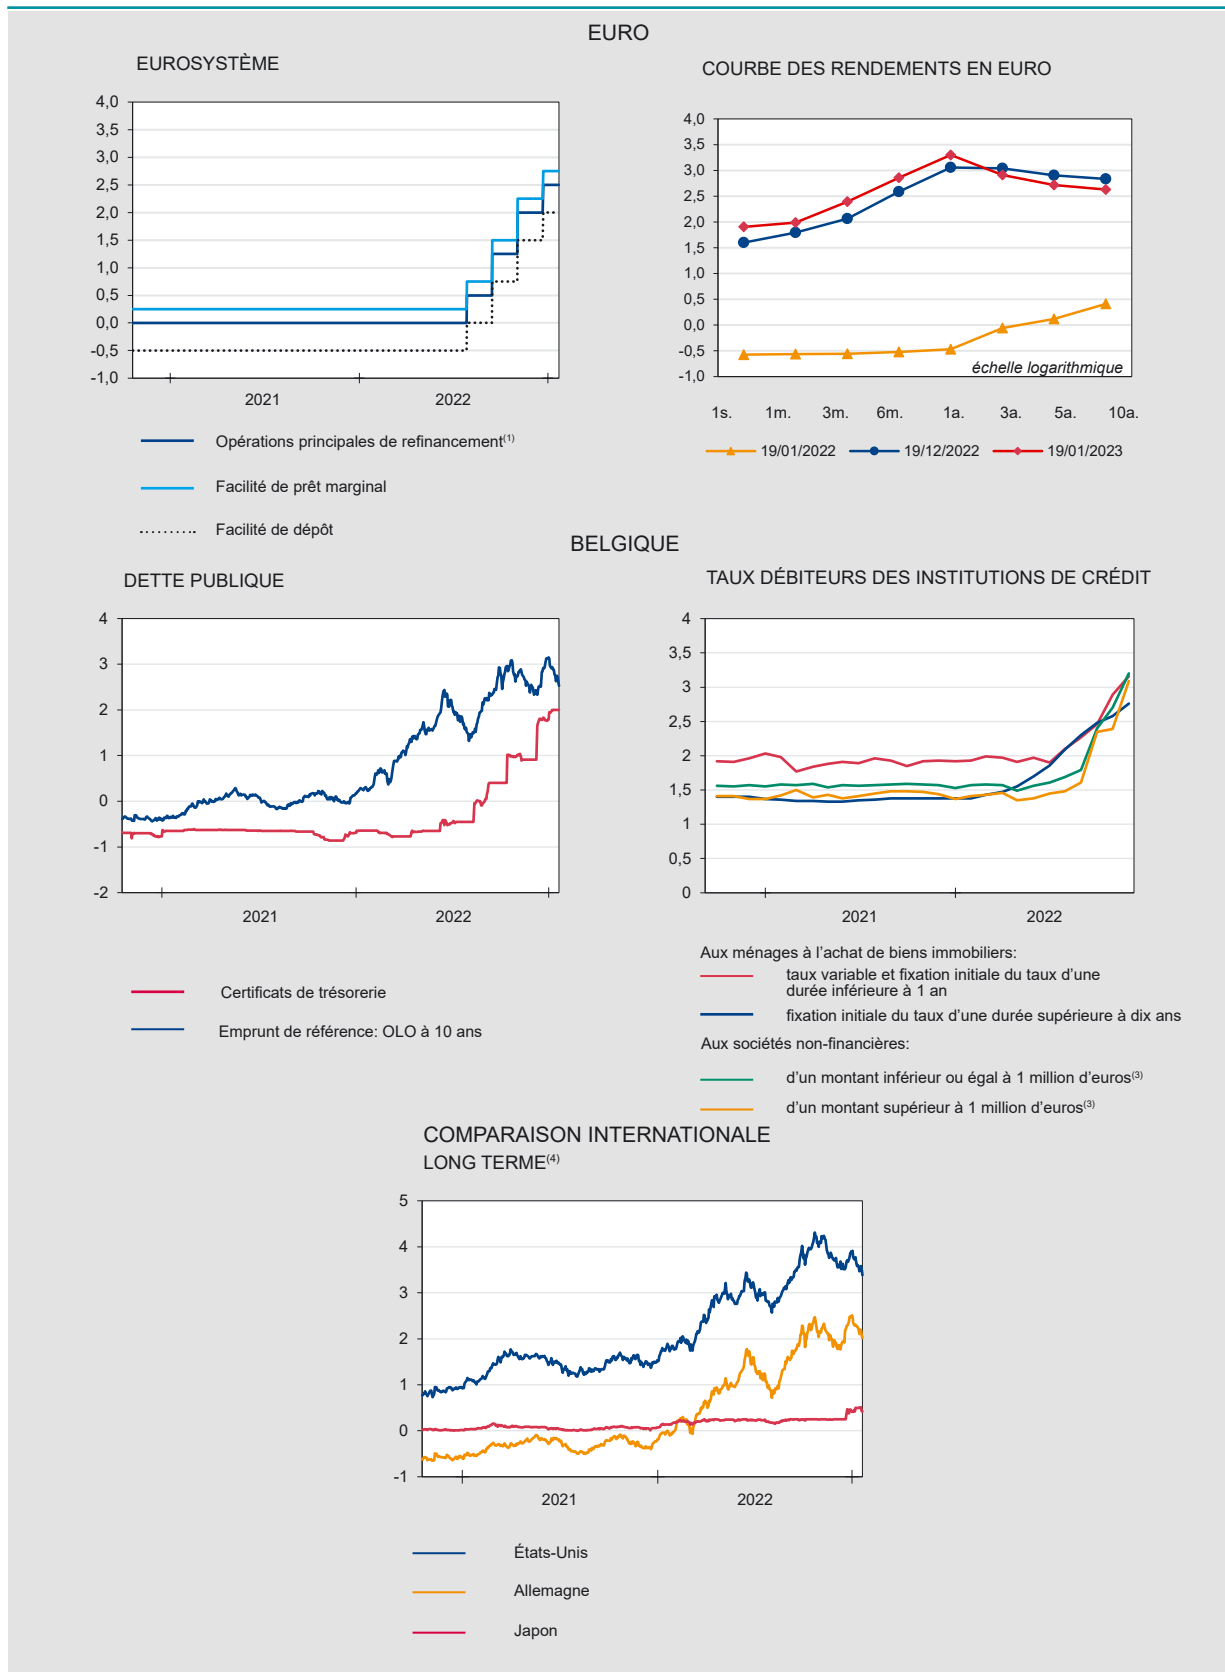 EURO
EUROSYSTÈME
4,0
3,5
3,0
2,5
2,0
1,5
1,0
0,5
0,0
-0,5
-1,0
2021
2022
Opérations principales de refinancement(1)
Facilité de prêt marginal
Facilité de dépôt
COURBE DES RENDEMENTS EN EURO
4,0
3,5
3,0
2,5
2,0
1,5
1,0
0,5
0,0
-0,5
-1,0
échelle logarithmique
1s. 1m. 3m. 6m. 1a. 3a. 5a. 10a.
19/01/2022 19/12/2022 19/01/2023
BELGIQUE
DETTE PUBLIQUE
4
3
2
1
0
-1
-2
2021
2022
Certificats de trésorerie
Emprunt de référence: OLO à 10 ans
TAUX DÉBITEURS DES INSTITUTIONS DE CRÉDIT
4
3,5
3
2,5
2
1,5
1
0,5
0
2021
2022
Aux ménages à l'achat de biens immobiliers:
taux variable et fixation initiale du taux d'une
durée inférieure à 1 an
fixation initiale du taux d'une durée supérieure à dix ans
Aux sociétés non-financières:
d'un montant inférieur ou égal à 1 million d'euros(3)
d'un montant supérieur à 1 million d'euros(3)
COMPARAISON INTERNATIONALE
LONG TERME(4)
5
4
3
2
1
0
-1
2021
2022
États-Unis
Allemagne
Japon